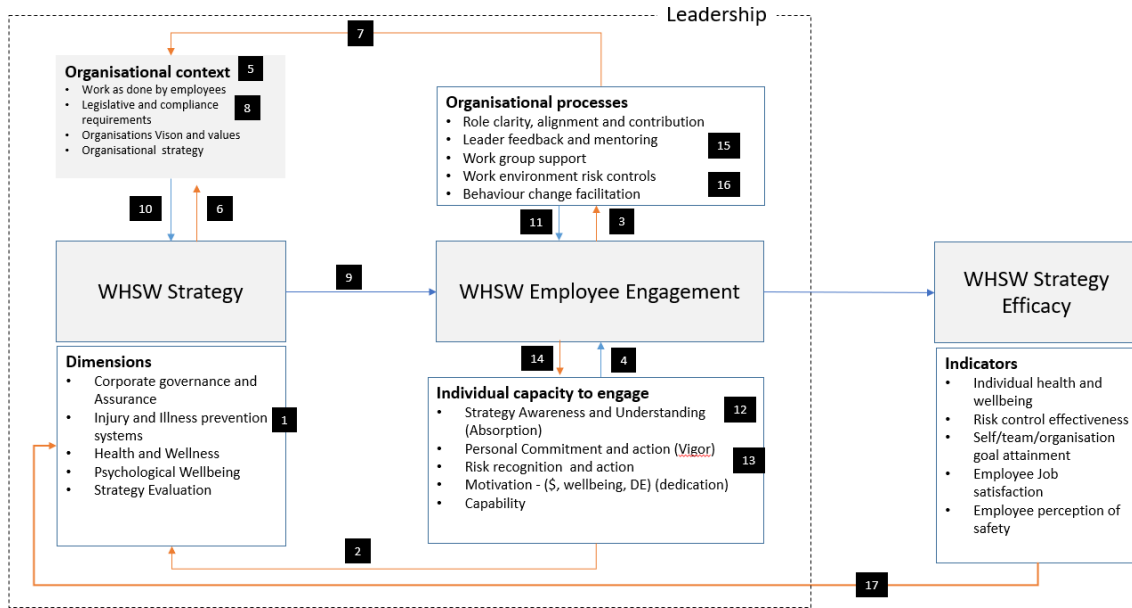 Leadership
7
Organisational context
5
• Work as done by employees
• Legislative and compliance
requirements
8
• Organisations Vison and values
• Organisational strategy
Organisational processes
• Role clarity, alignment and contribution
• Leader feedback and mentoring
15
• Work group support
• Work environment risk controls
16
• Behaviour change facilitation
10
6
11
3
WHSW Strategy
9
WHSW Employee Engagement
WHSW Strategy
Efficacy
Dimensions
• Corporate governance and
Assurance
• Injury and Illness prevention
systems
1
• Health and Wellness
• Psychological Wellbeing
• Strategy Evaluation
14
4
Individual capacity to engage
• Strategy Awareness and Understanding
(Absorption)
12
• Personal Commitment and action (Vigor)
• Risk recognition and action
13
• Motivation - ($, wellbeing, DE) (dedication)
• Capability
Indicators
• Individual health and
wellbeing
• Risk control effectiveness
• Self/team/organisation
goal attainment
• Employee Job
satisfaction
• Employee perception of
safety
2
17